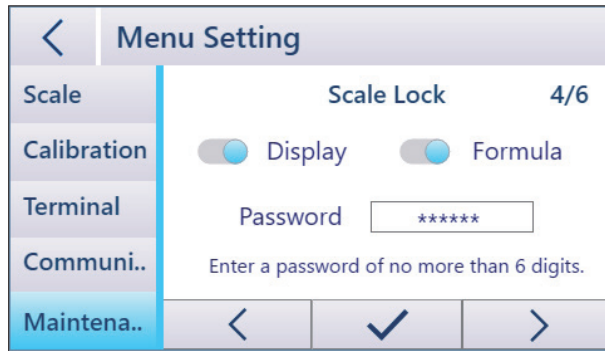 Menu Setting
Scale
Scale Lock 4/6
Calibration
Display Formula
Terminal
Password ******
Communi..
Enter a password of no more than 6 digits.
Maintena..